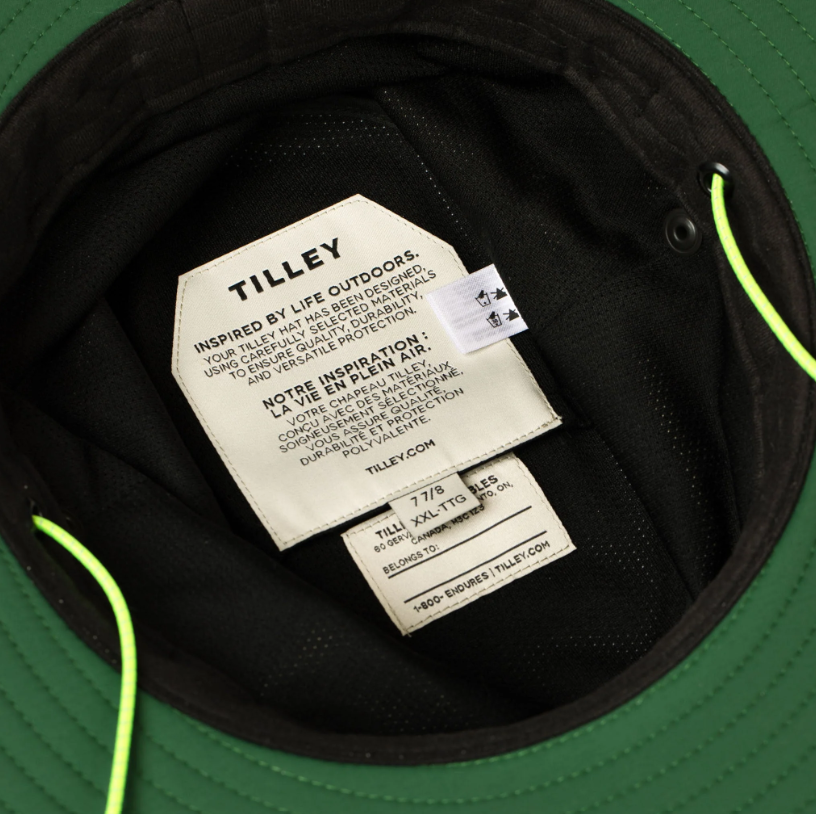 TILLEY
INSPIRED BY LIFE OUTDOORS.
YOUR TILLEY HAT HAS BEEN DESIGNED,
USING CAREFULLY SELECTED MATERIALS
TO ENSURE QUALITY, DURABILITY,
AND VERSATILE PROTECTION.
NOTRE INSPIRATION :
LA VIE EN PLEIN AIR.
VOTRE CHAPEAU TILLEY,
CONÇU AVEC DES MATÉRIAUX
SOIGNEUSEMENT SÉLECTIONNÉ,
VOUS ASSURE QUALITÉ,
DURABILITÉ ET PROTECTION
POLYVALENTE.
TILLEY.COM
7 7/8
XXL-TTG
ON,
CANADA,
BELONGS TO:
1-800-ENDURES | TILLEY.COM